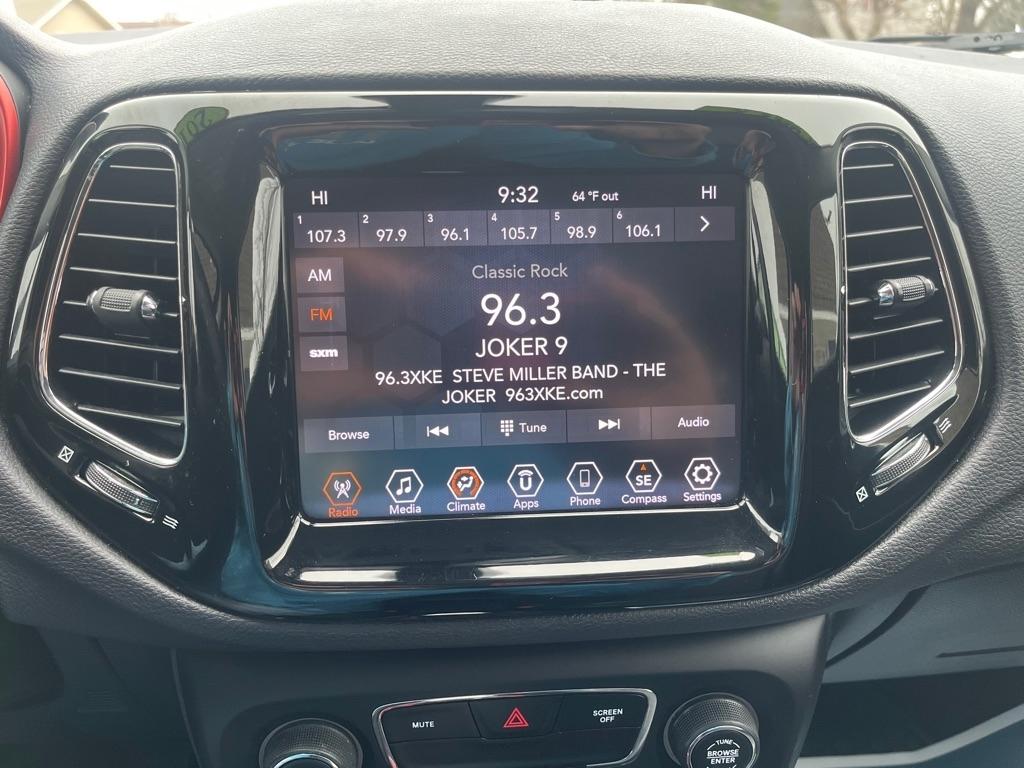 HI 9:32 64 °F out HI
1 2 3 4 5 6
107.3 97.9 96.1 105.7 98.9 106.1
AM
Classic Rock
FM
96.3
sxm
JOKER 9
96.3XKE STEVE MILLER BAND - THE
JOKER 963XKE.com
Browse Tune Audio
SE
Radio Media Climate Apps Phone Compass Settings
MUTE
SCREEN
OFF
TUNE
BROWSE
ENTER